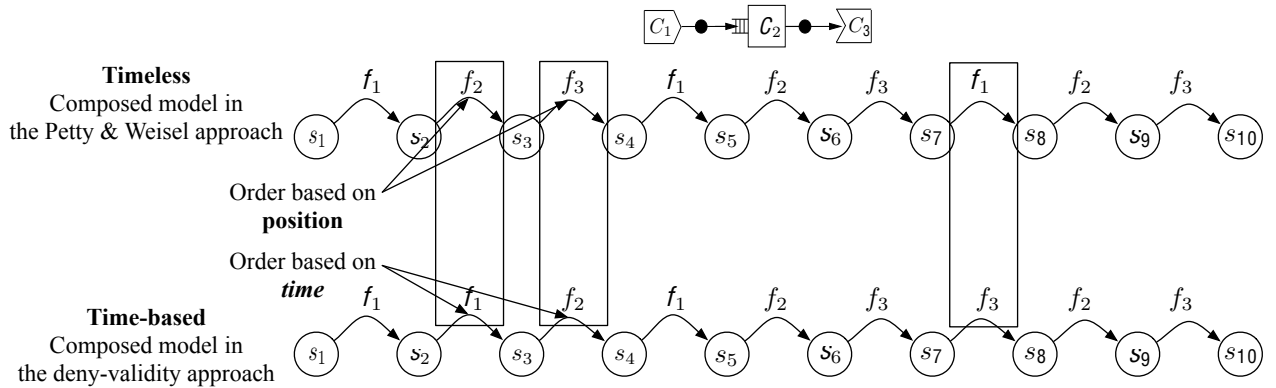 C₁ C₂ C₃
Timeless
Composed model in
the Petty & Weisel approach
f₁ f₂ f₃ f₁ f₂ f₃ f₁ f₂ f₃
s₁ s₂ s₃ s₄ s₅ s₆ s₇ s₈ s₉ s₁₀
Order based on
position
Order based on
time
Time-based
Composed model in
the deny-validity approach
f₁ f₁ f₂ f₁ f₂ f₃ f₃ f₂ f₃
s₁ s₂ s₃ s₄ s₅ s₆ s₇ s₈ s₉ s₁₀